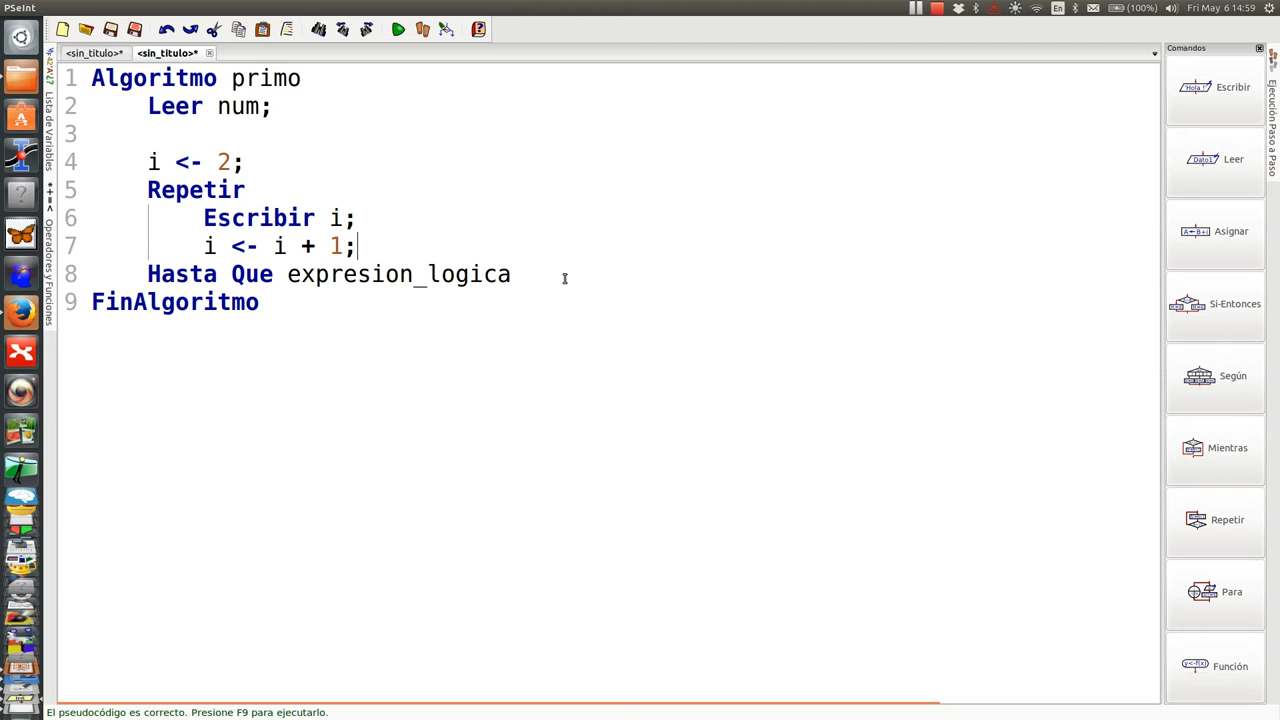 PSeInt
En (100%) Fri May 6 14:59
<sin_titulo>* <sin_titulo>*
Comandos
1 Algoritmo primo
2 Leer num;
3
4 i <- 2;
5 Repetir
6 Escribir i;
7 i <- i + 1;
8 Hasta Que expresion_logica
9 FinAlgoritmo
Lista de Variables
Operadores y Funciones
Escribir
Leer
Asignar
Si-Entonces
Según
Mientras
Repetir
Para
Función
Ejecución Paso a Paso
El pseudocódigo es correcto. Presione F9 para ejecutarlo.